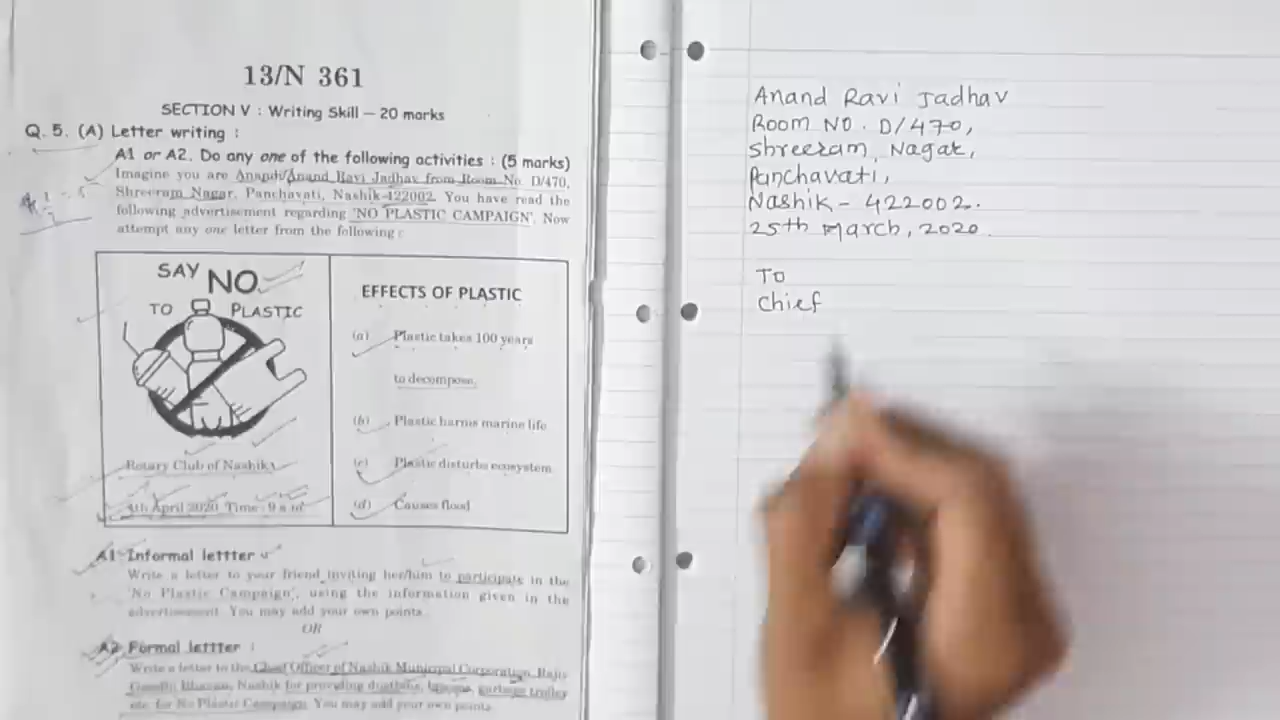 13/N 361
SECTION V : Writing Skill – 20 marks
Q. 5. (A) Letter writing :
A1 or A2. Do any one of the following activities : (5 marks)
Imagine you are Anandi/Anand Ravi Jadhav from Room No. D/470,
Shreeram Nagar, Panchavati, Nashik-422002. You have read the
following advertisement regarding 'NO PLASTIC CAMPAIGN'. Now
attempt any one letter from the following :
SAY NO
TO PLASTIC
Rotary Club of Nashik
4th April 2020 Time : 9 a.m.
EFFECTS OF PLASTIC
(a) Plastic takes 100 years
to decompose.
(b) Plastic harms marine life
(c) Plastic disturbs ecosystem
(d) Causes flood
A1 Informal lettter :
Write a letter to your friend inviting her/him to participate in the
'No Plastic Campaign', using the information given in the
advertisement. You may add your own points.
OR
A2 Formal lettter :
Write a letter to the Chief Officer of Nashik Municipal Corporation, Rajiv
Gandhi Bhavan, Nashik for providing dustbins, garbage trolley
etc. for No Plastic Campaign. You may add your own points.
Anand Ravi Jadhav
Room No. D/470,
Shreeram Nagar,
Panchavati,
Nashik – 422002.
25th March, 2020.
To
Chief